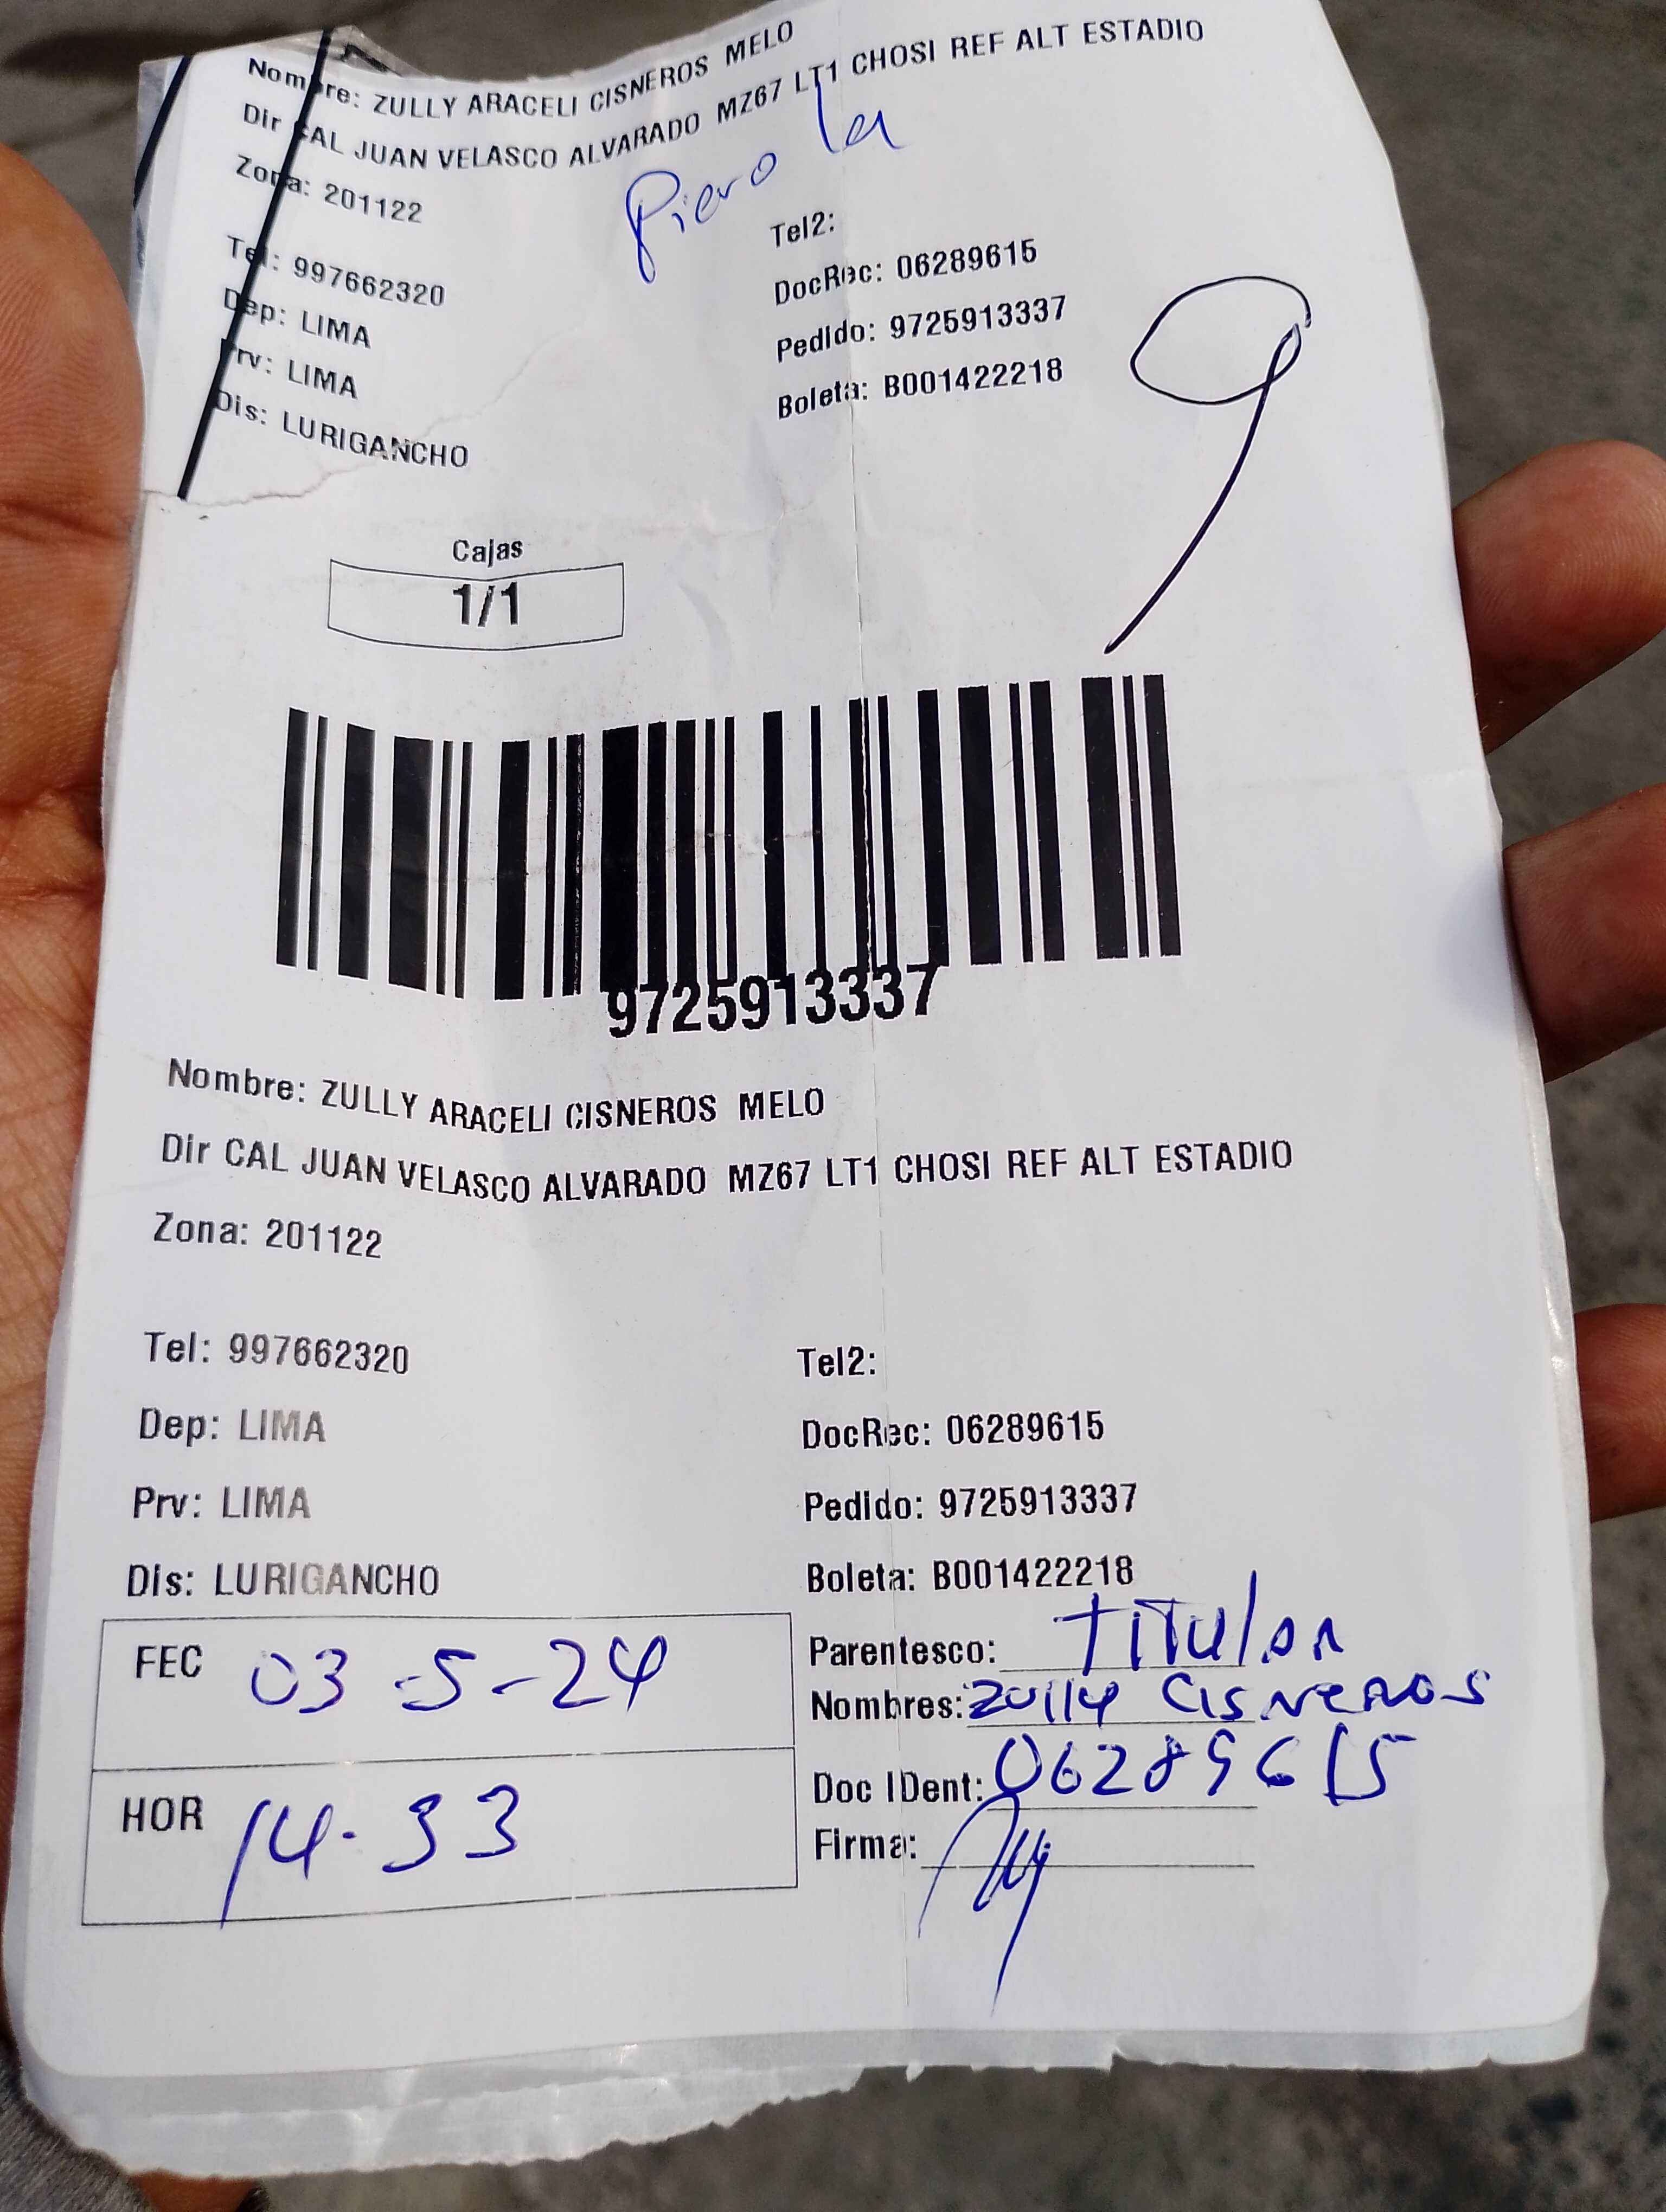 Nombre: ZULLY ARACELI CISNEROS MELO
Dir CAL JUAN VELASCO ALVARADO MZ67 LT1 CHOSI REF ALT ESTADIO
Zona: 201122
Pierola
Tel: 997662320
Tel2:
Dep: LIMA
DocRec: 06289615
Prv: LIMA
Pedido: 9725913337
Dis: LURIGANCHO
Boleta: B001422218
9
Cajas
1/1
9725913337
Nombre: ZULLY ARACELI CISNEROS MELO
Dir CAL JUAN VELASCO ALVARADO MZ67 LT1 CHOSI REF ALT ESTADIO
Zona: 201122
Tel: 997662320
Tel2:
Dep: LIMA
DocRec: 06289615
Prv: LIMA
Pedido: 9725913337
Dis: LURIGANCHO
Boleta: B001422218
FEC 03-5-24
Parentesco: TITulaR
Nombres: Zully CisNeRos
HOR 14.33
Doc IDent: 06289615
Firma: